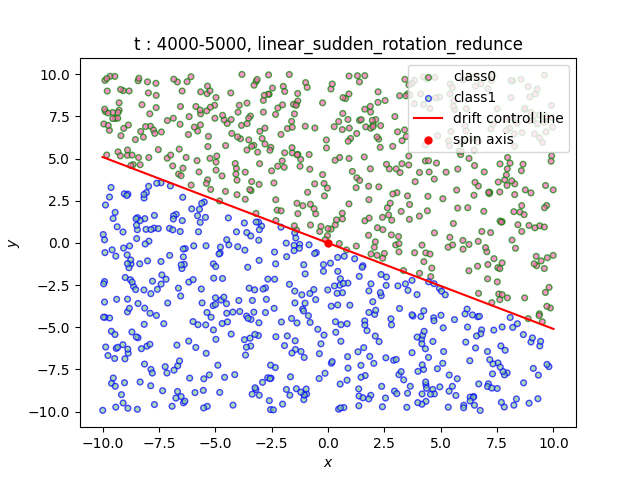 t : 4000-5000, linear_sudden_rotation_redunce
class0
class1
drift control line
spin axis
y
10.0
7.5
5.0
2.5
0.0
−2.5
−5.0
−7.5
−10.0
−10.0 −7.5 −5.0 −2.5 0.0 2.5 5.0 7.5 10.0
x